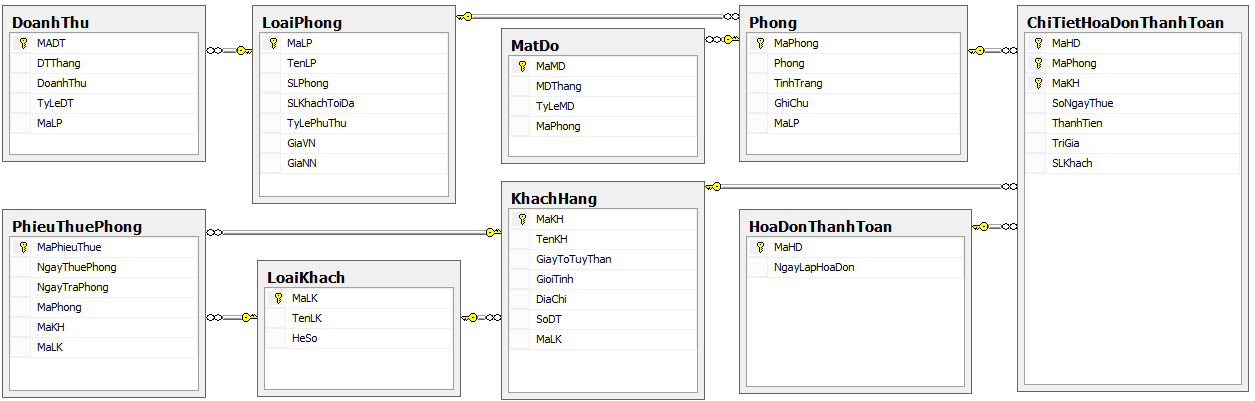 DoanhThu
MADT
DTThang
DoanhThu
TyLeDT
MaLP
LoaiPhong
MaLP
TenLP
SLPhong
SLKhachToiDa
TyLePhuThu
GiaVN
GiaNN
MatDo
MaMD
MDThang
TyLeMD
MaPhong
Phong
MaPhong
Phong
TinhTrang
GhiChu
MaLP
ChiTietHoaDonThanhToan
MaHD
MaPhong
MaKH
SoNgayThue
ThanhTien
TriGia
SLKhach
PhieuThuePhong
MaPhieuThue
NgayThuePhong
NgayTraPhong
MaPhong
MaKH
MaLK
LoaiKhach
MaLK
TenLK
HeSo
KhachHang
MaKH
TenKH
GiayToTuyThan
GioiTinh
DiaChi
SoDT
MaLK
HoaDonThanhToan
MaHD
NgayLapHoaDon